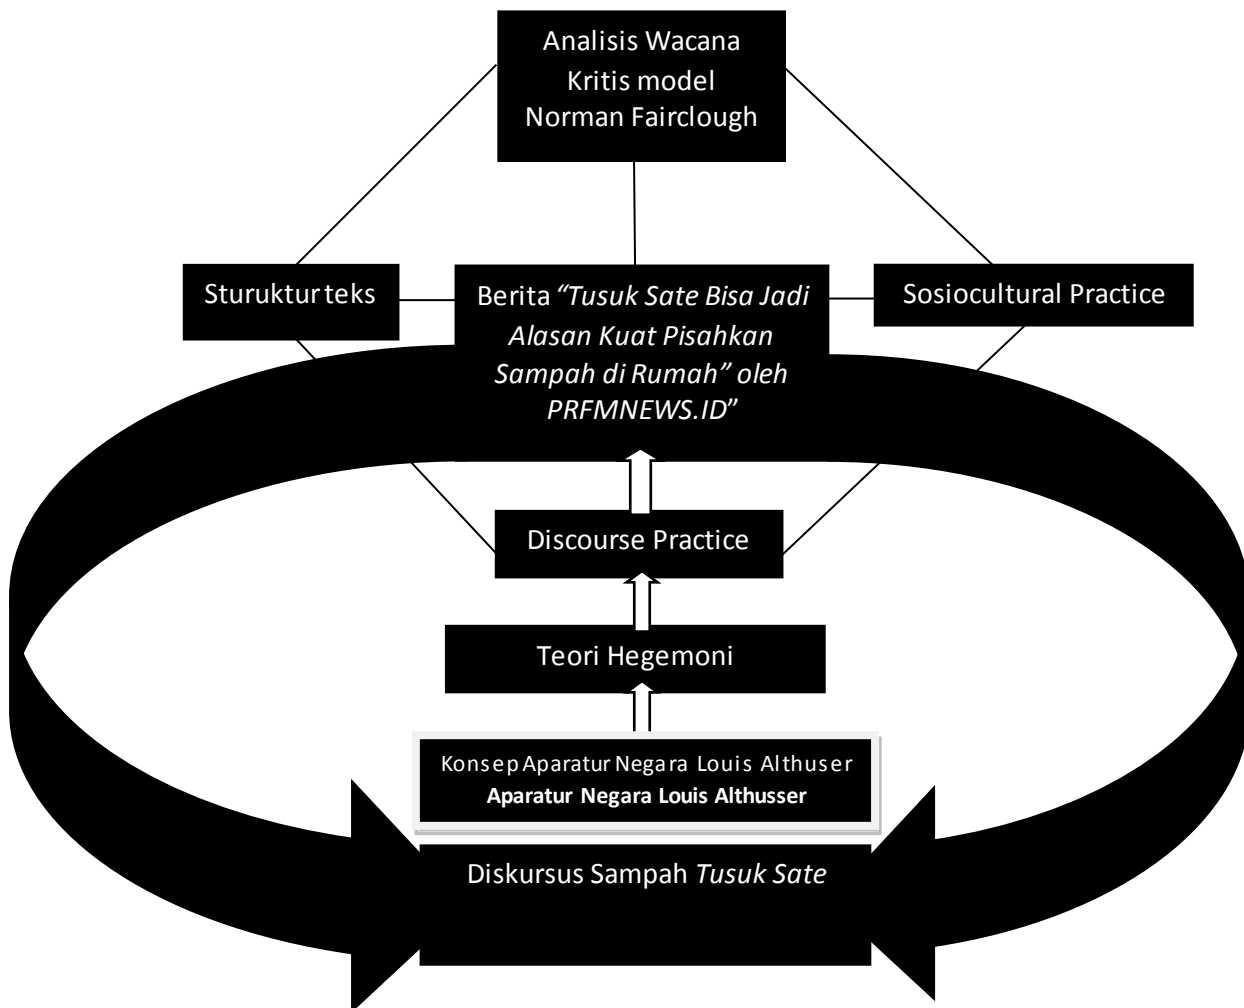 Analisis Wacana
Kritis model
Norman Fairclough
Sturuktur teks
Berita “Tusuk Sate Bisa Jadi
Alasan Kuat Pisahkan
Sampah di Rumah” oleh
PRFMNEWS.ID”
Sosiocultural Practice
Discourse Practice
Teori Hegemoni
Konsep Aparatur Negara Louis Althuser
Aparatur Negara Louis Althusser
Diskursus Sampah Tusuk Sate